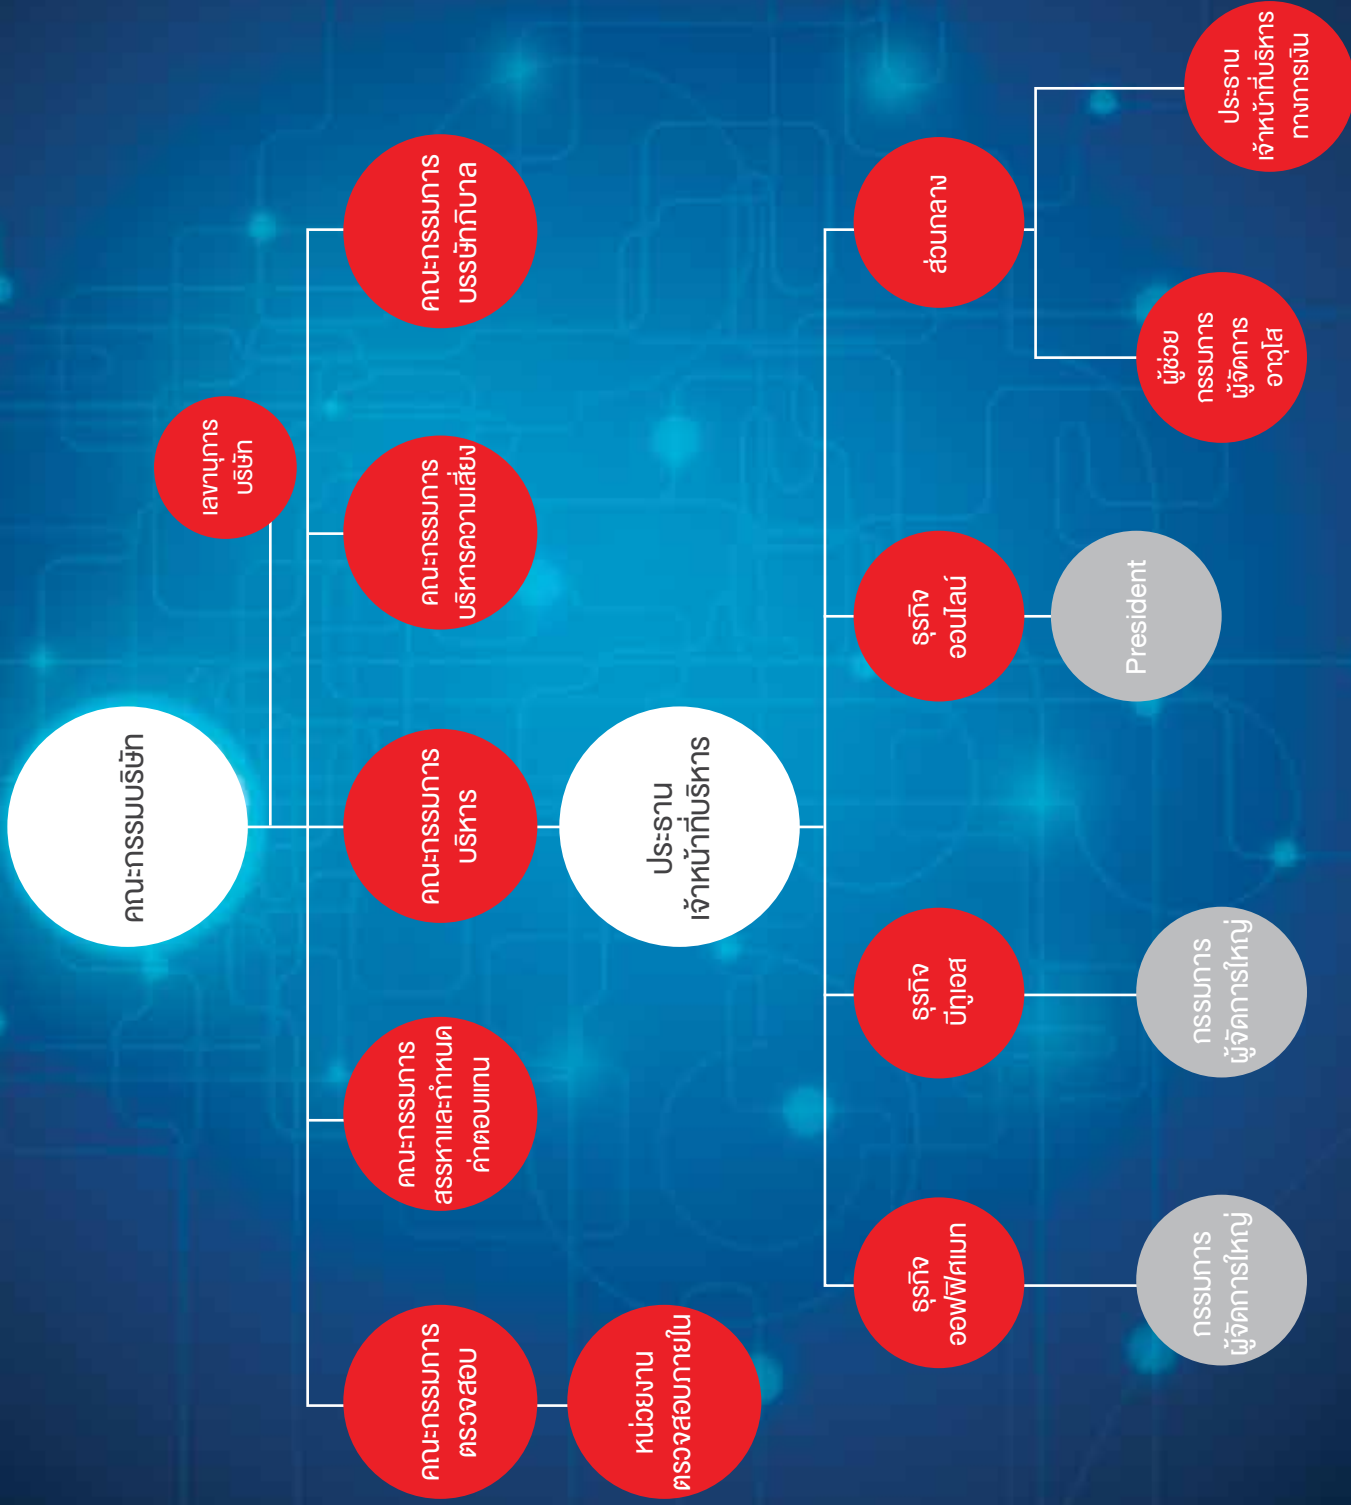 คณะกรรมบริษัท
เลขานุการ
บริษัท
คณะกรรมการ
ตรวจสอบ
คณะกรรมการ
สรรหาและกำหนด
ค่าตอบแทน
คณะกรรมการ
บริหาร
คณะกรรมการ
บริหารความเสี่ยง
คณะกรรมการ
บรรษัทภิบาล
หน่วยงาน
ตรวจสอบภายใน
ประธาน
เจ้าหน้าที่บริหาร
ธุรกิจ
ออฟฟิศเมท
ธุรกิจ
บีทูเอส
ธุรกิจ
ออนไลน์
ส่วนกลาง
กรรมการ
ผู้จัดการใหญ่
กรรมการ
ผู้จัดการใหญ่
President
ผู้ช่วย
กรรมการ
ผู้จัดการ
อาวุโส
ประธาน
เจ้าหน้าที่บริหาร
ทางการเงิน